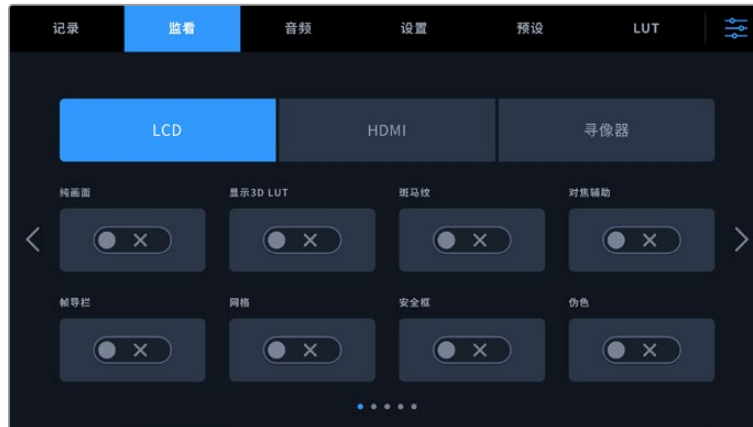 记录 监看 音频 设置 预设 LUT
LCD HDMI 寻像器
纯画面 显示3D LUT 斑马纹 对焦辅助
帧导栏 网格 安全框 伪色